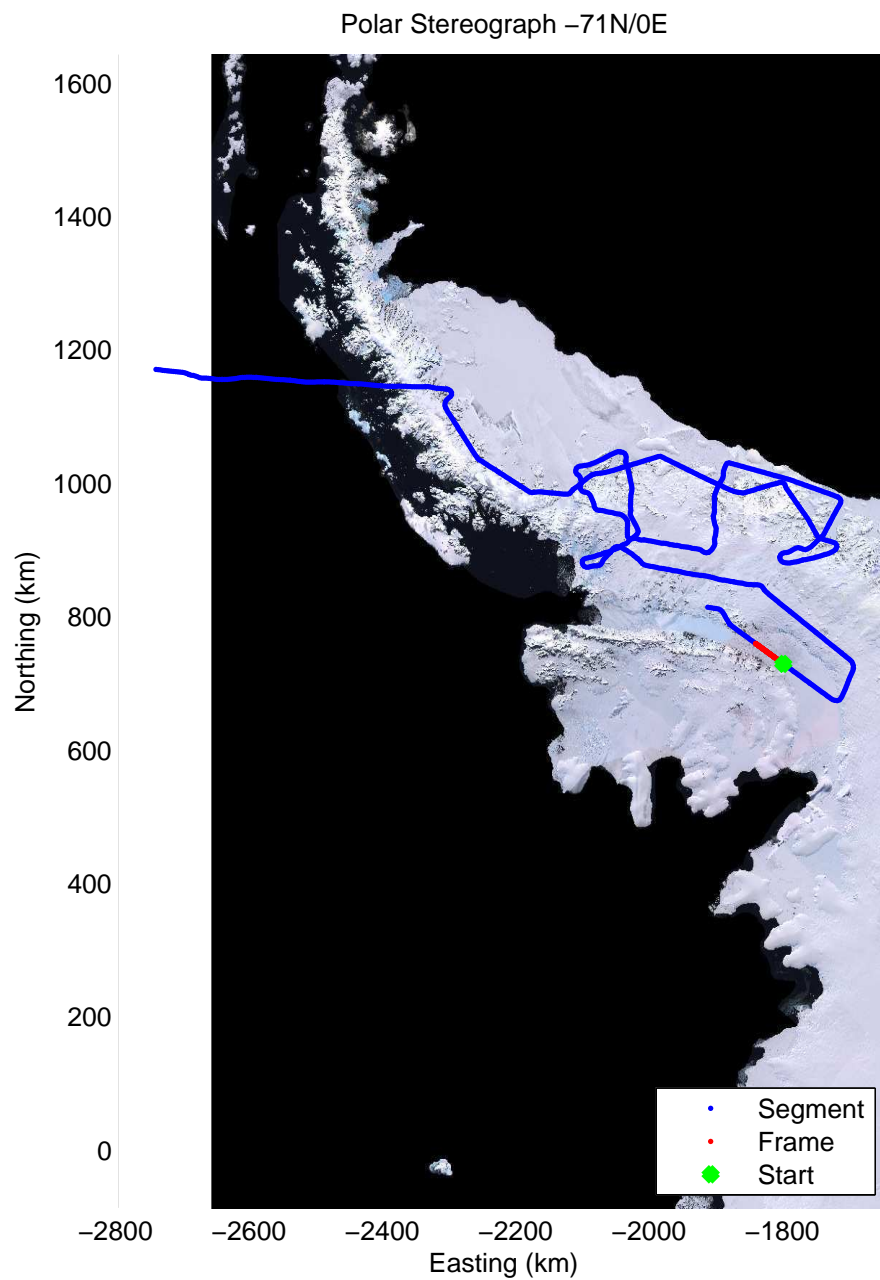 Polar Stereograph −71N/0E
1600
1400
1200
1000
800
600
400
200
0
Northing (km)
−2800 −2600 −2400 −2200 −2000 −1800
Easting (km)
Segment
Frame
Start